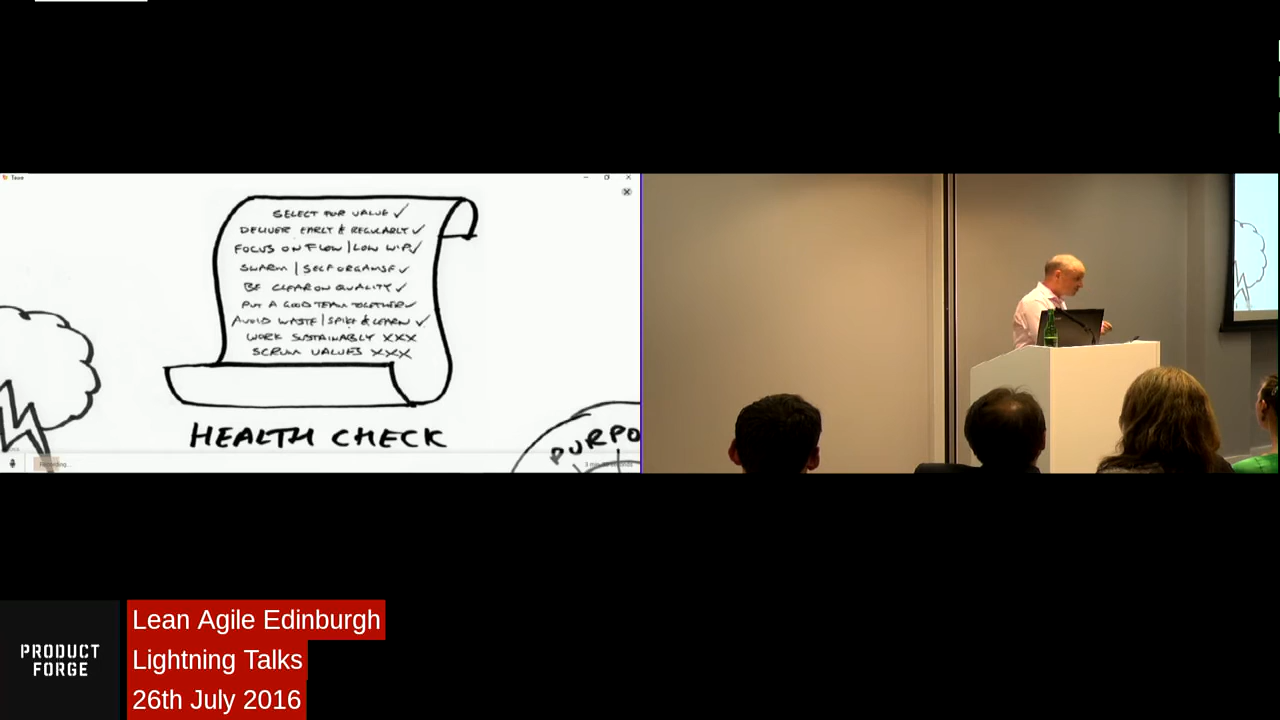 SELECT FOR VALUE ✓
DELIVER EARLY & REGULARLY ✓
FOCUS ON FLOW | LOW WIP ✓
SWARM | SELF ORGANISE ✓
BE CLEAR ON QUALITY ✓
PUT A GOOD TEAM TOGETHER ✓
AVOID WASTE | SPIKE & LEARN ✓
WORK SUSTAINABLY XXX
SCRUM VALUES XXX
HEALTH CHECK
PURPO
Recording...
PRODUCT
FORGE
Lean Agile Edinburgh
Lightning Talks
26th July 2016